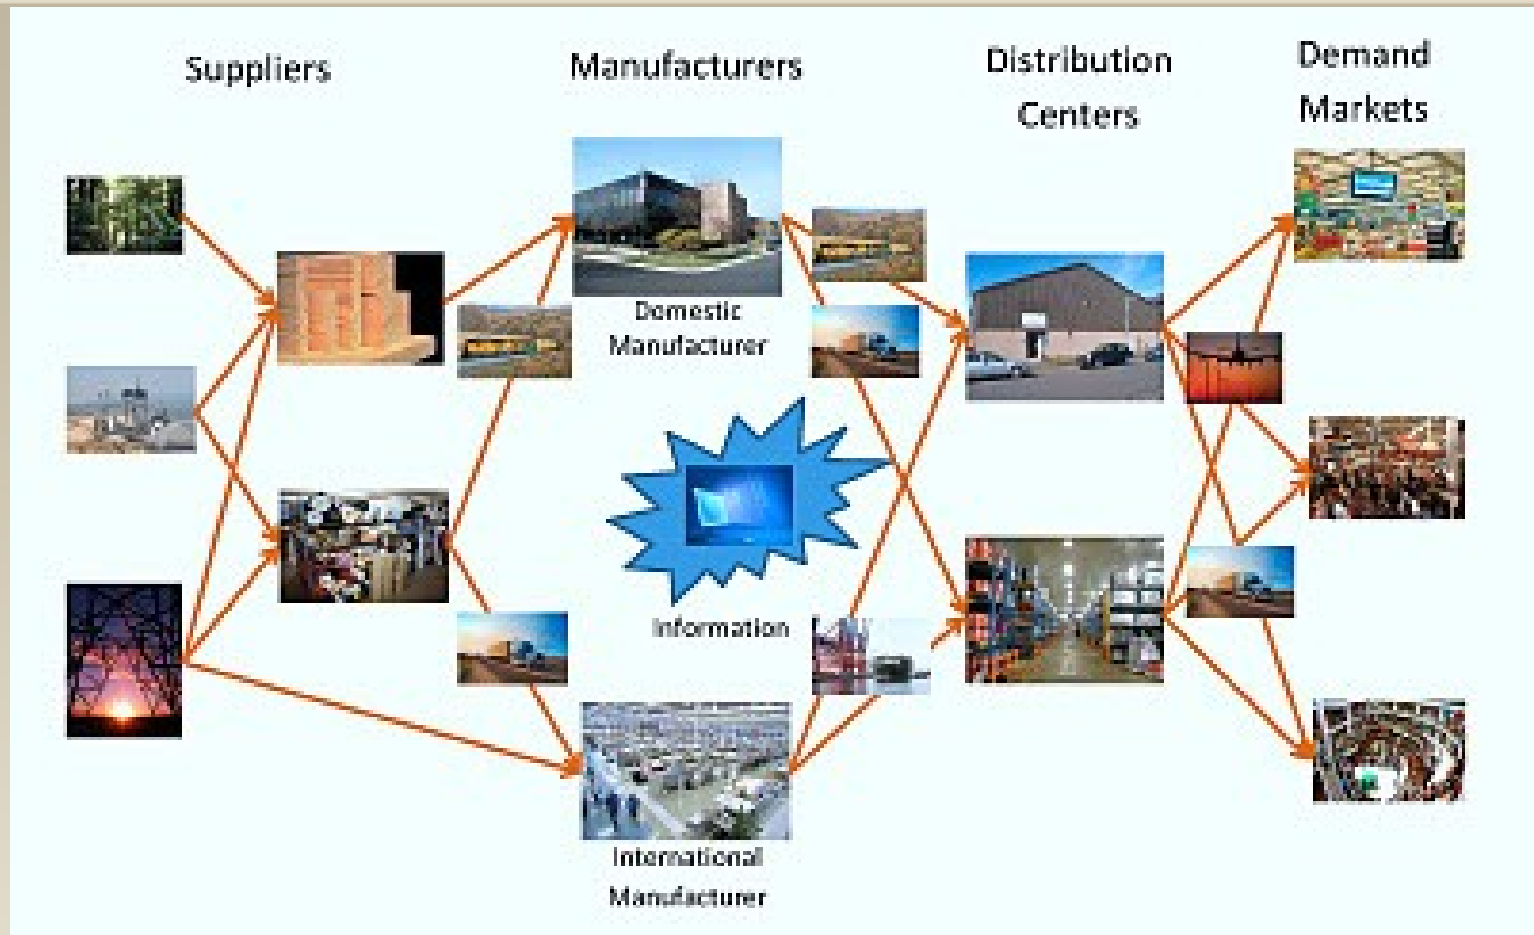 Suppliers
Manufacturers
Distribution
Centers
Demand
Markets
Domestic
Manufacturer
Information
International
Manufacturer